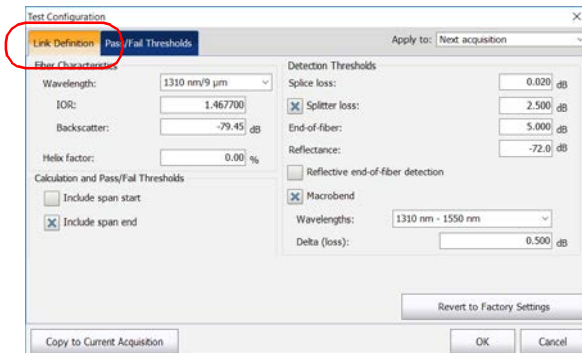 Test Configuration
Link Definition
Pass/Fail Thresholds
Apply to: Next acquisition
Fiber Characteristics
Wavelength: 1310 nm/9 µm
IOR: 1.467700
Backscatter: -79.45 dB
Helix factor: 0.00 %
Calculation and Pass/Fail Thresholds
Include span start
Include span end
Detection Thresholds
Splice loss: 0.020 dB
Splitter loss: 2.500 dB
End-of-fiber: 5.000 dB
Reflectance: -72.0 dB
Reflective end-of-fiber detection
Macrobend
Wavelengths: 1310 nm - 1550 nm
Delta (loss): 0.500 dB
Revert to Factory Settings
Copy to Current Acquisition
OK
Cancel